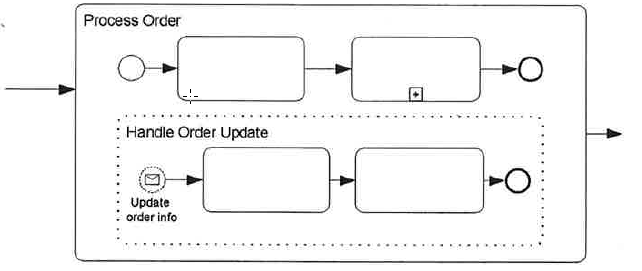 Process Order
Handle Order Update
Update
order info